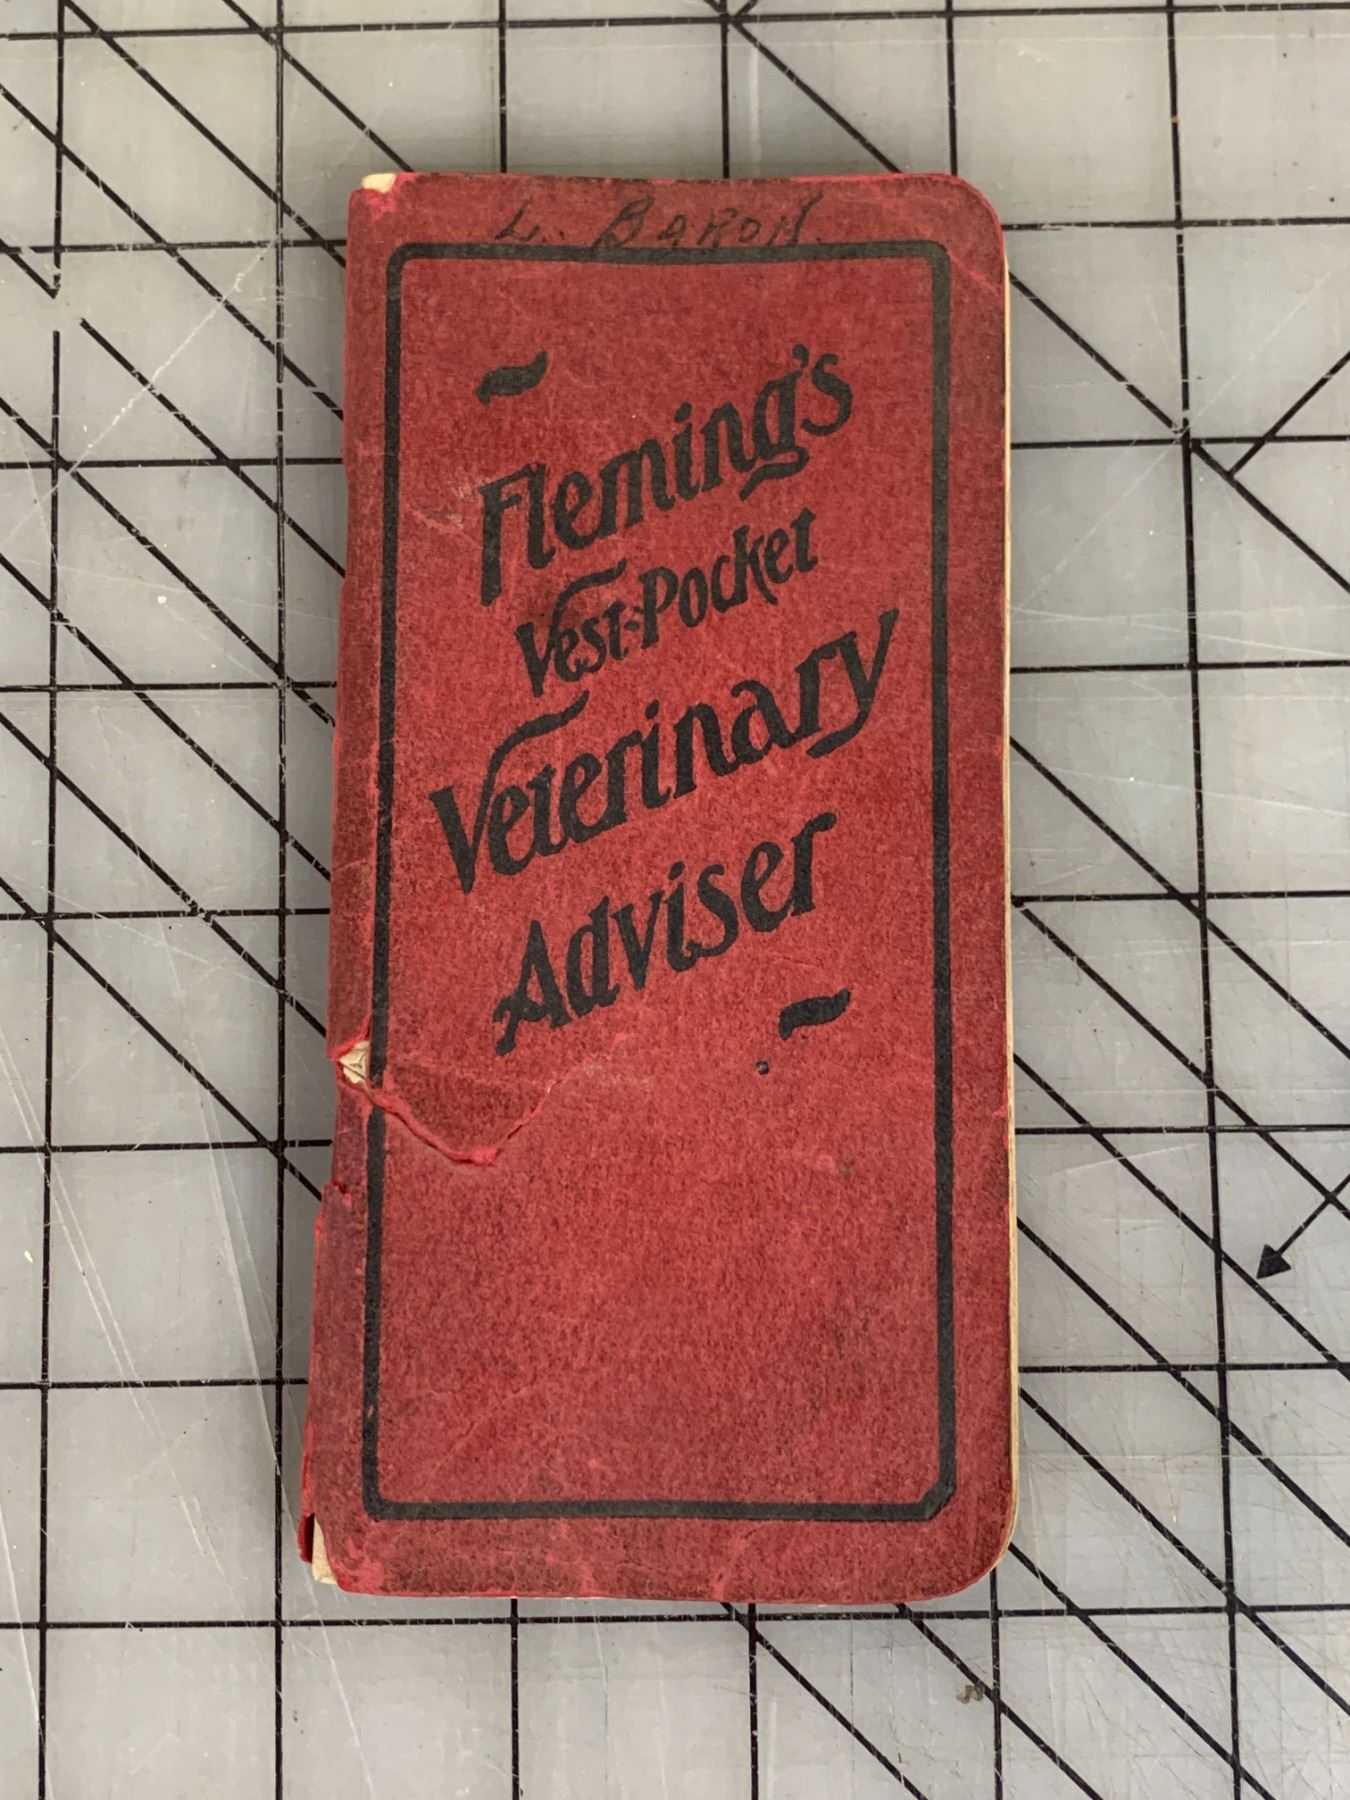 L. BARON.
Fleming's
Vest-Pocket
Veterinary
Adviser